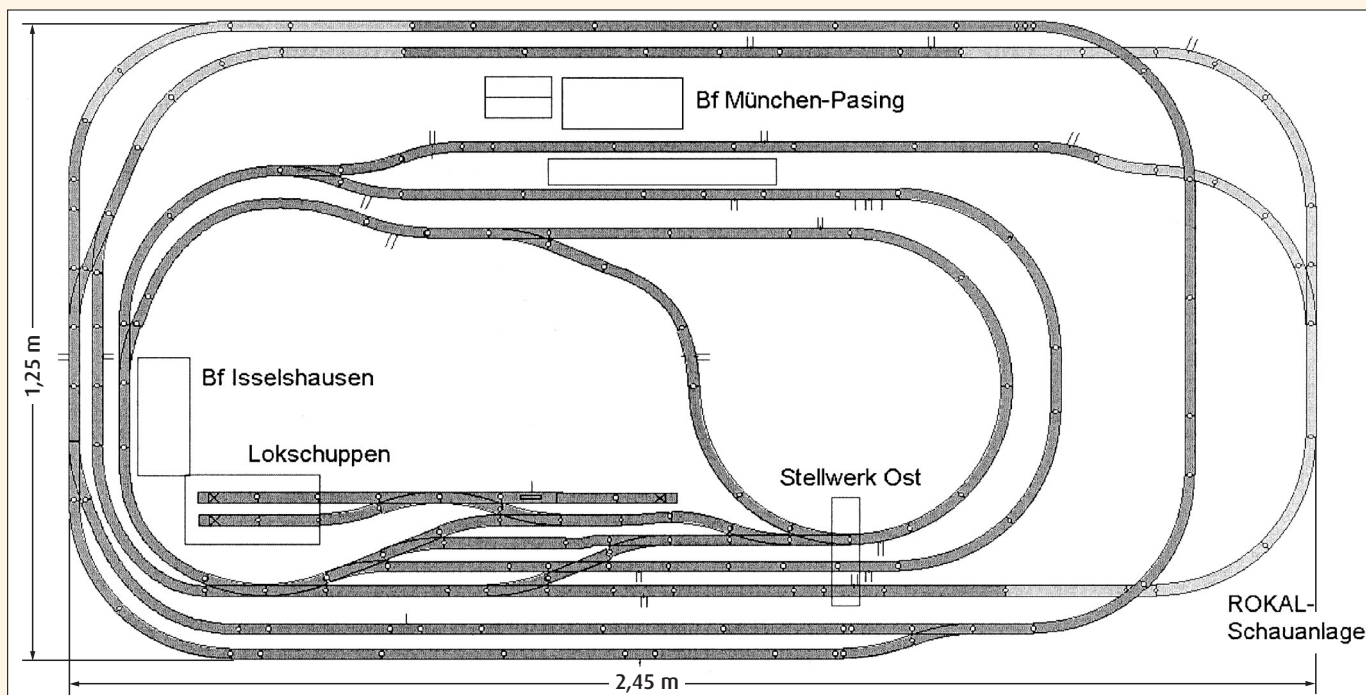 Bf München-Pasing
1,25 m
Bf Isselshausen
Lokschuppen
Stellwerk Ost
ROKAL-
Schauanlage
2,45 m